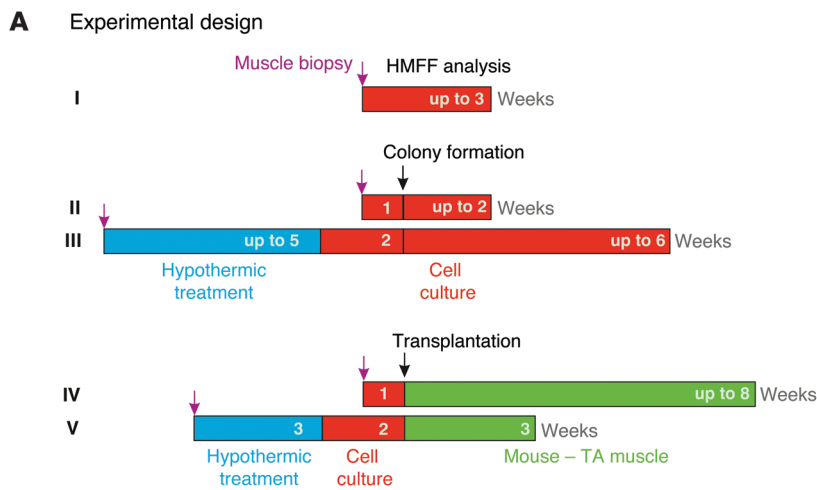 A Experimental design
Muscle biopsy HMFF analysis
I up to 3 Weeks
Colony formation
II 1 up to 2 Weeks
III up to 5 2 up to 6 Weeks
Hypothermic Cell
treatment culture
Transplantation
IV 1 up to 8 Weeks
V 3 2 3 Weeks
Hypothermic Cell Mouse – TA muscle
treatment culture